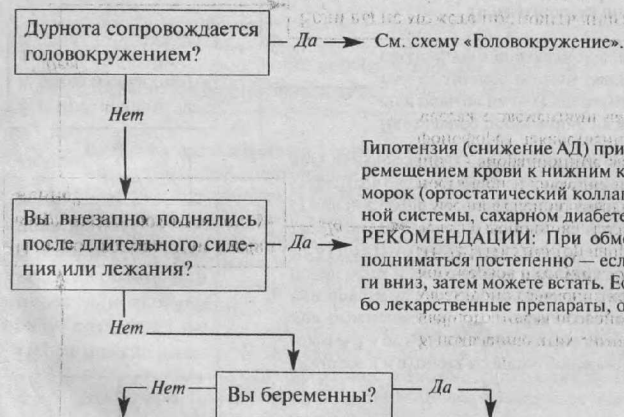 Дурнота сопровождается
головокружением?
Да
См. схему «Головокружение».
Нет
Гипотензия (снижение АД) при
ремещением крови к нижним к
морок (ортостатический коллап
ной системы, сахарном диабете
РЕКОМЕНДАЦИИ: При обмо
поднимаясь постепенно — есл
ги вниз, затем можете встать. Ес
бо лекарственные препараты, о
Вы внезапно поднялись
после длительного сиде-
ния или лежания?
Да
Нет
Нет
Вы беременны?
Да